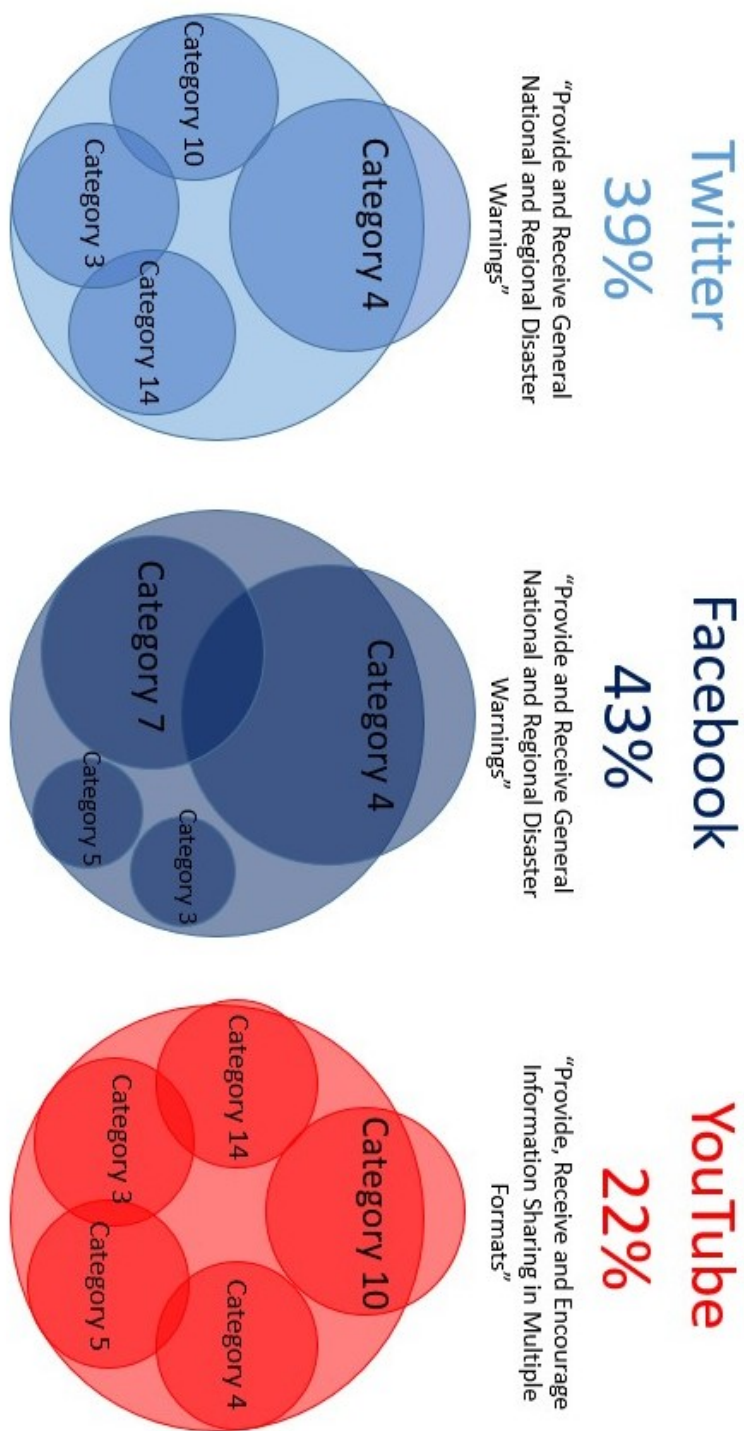 Twitter
39%
“Provide and Receive General
National and Regional Disaster
Warnings”
Category 4
Category 10
Category 3
Category 14
Facebook
43%
“Provide and Receive General
National and Regional Disaster
Warnings”
Category 4
Category 7
Category 3
Category 5
YouTube
22%
“Provide, Receive and Encourage
Information Sharing in Multiple
Formats”
Category 10
Category 14
Category 4
Category 3
Category 5